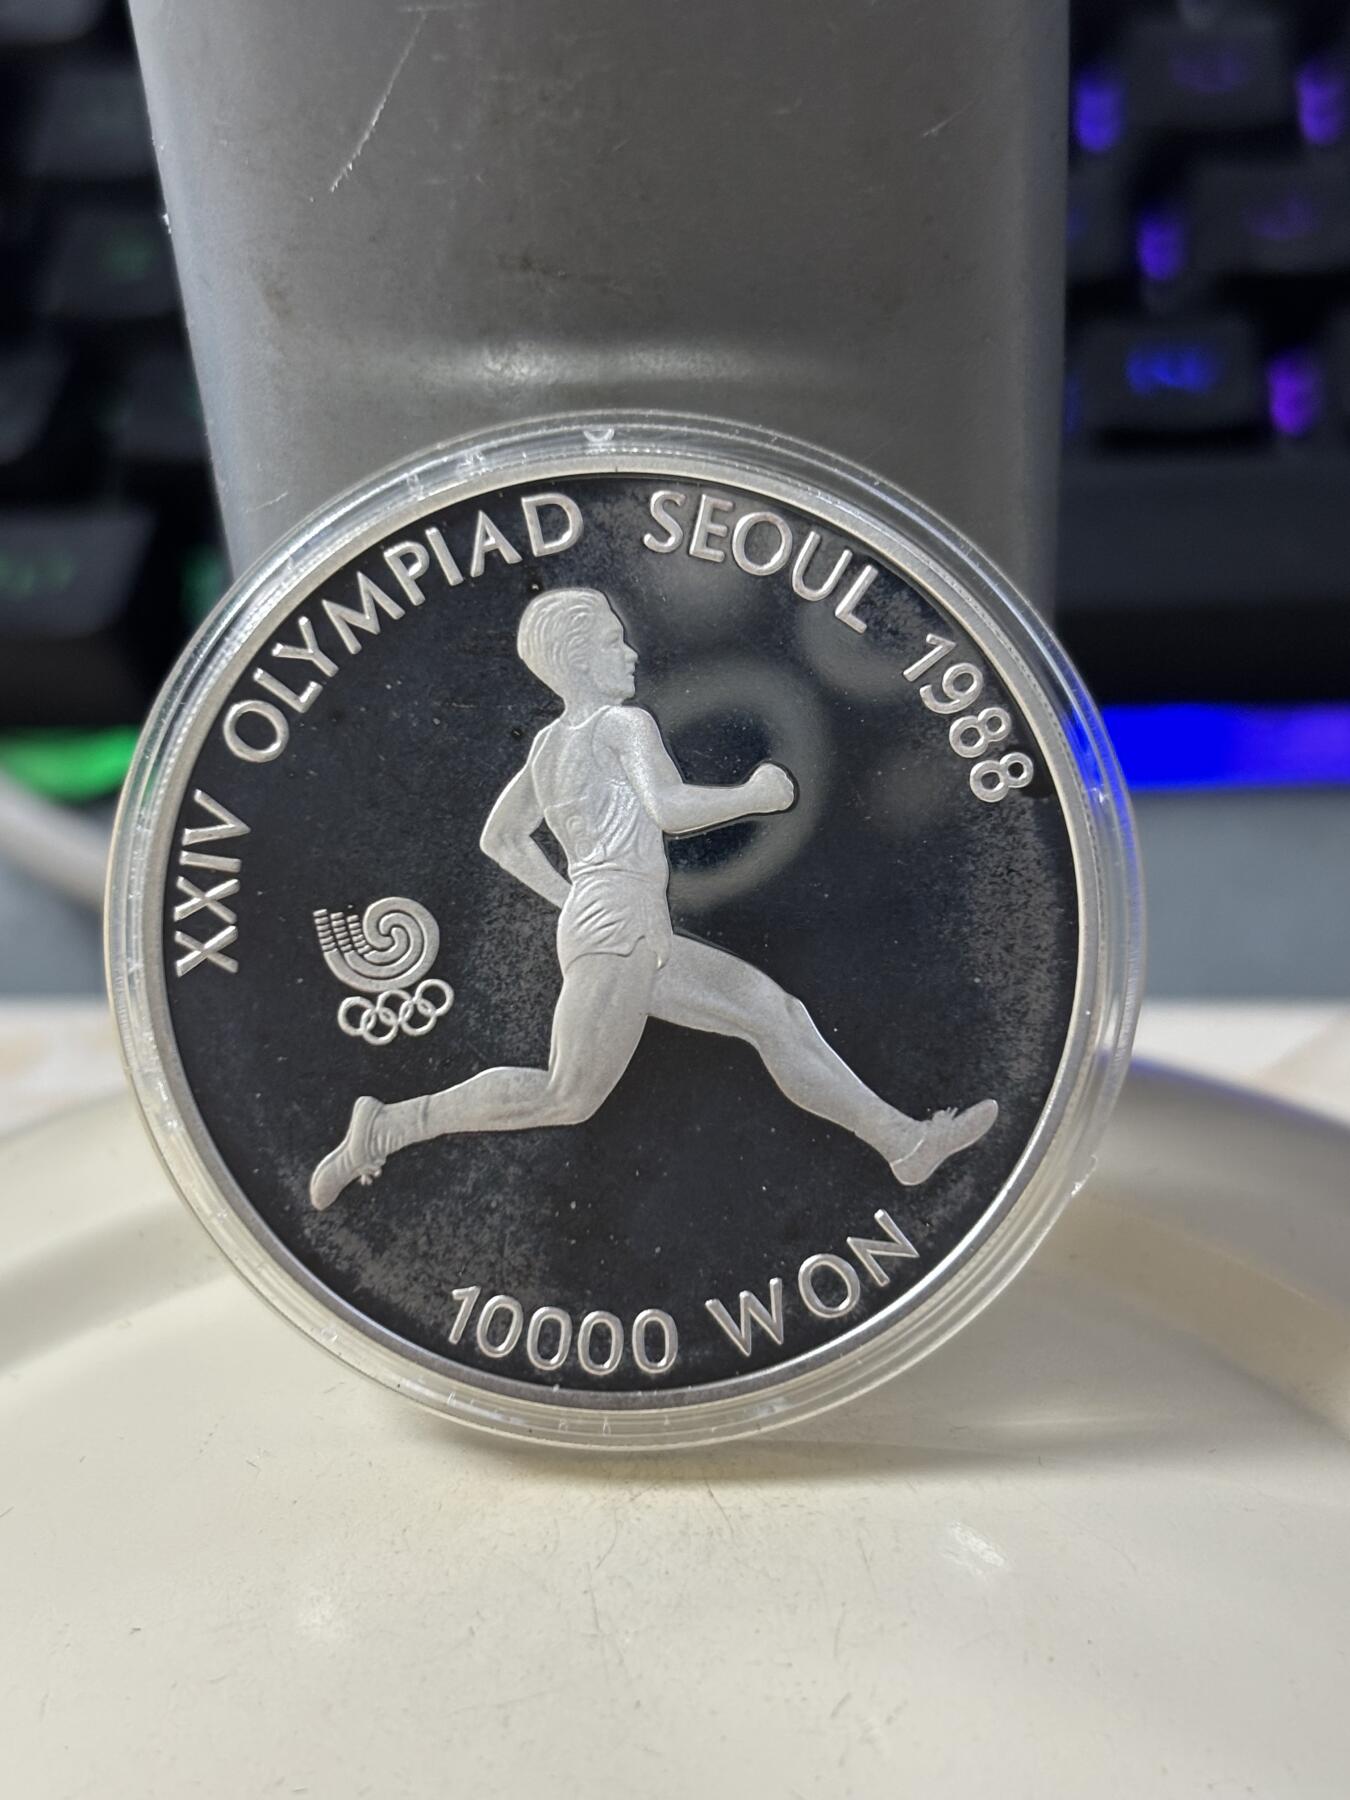 XXIV OLYMPIAD SEOUL 1988
10000 WON